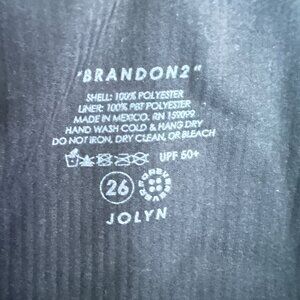 "BRANDON2"
SHELL: 100% POLYESTER
LINER: 100% PBT POLYESTER
MADE IN MEXICO, RN 159099
HAND WASH COLD & HANG DRY
DO NOT IRON, DRY CLEAN, OR BLEACH
UPF 50+
26
JOLYN